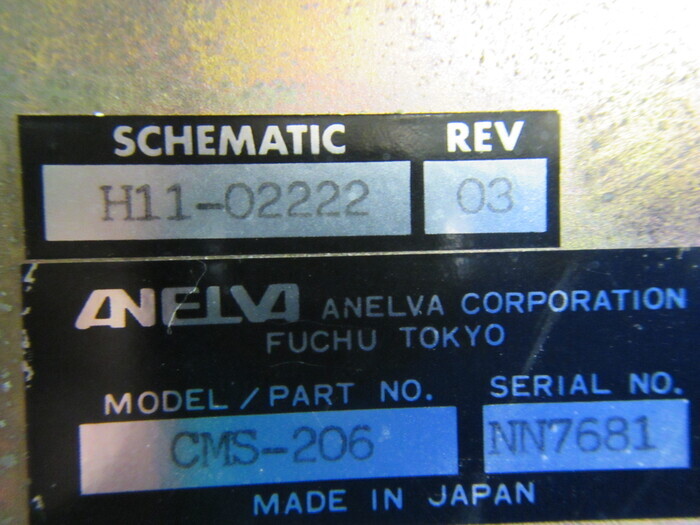 SCHEMATIC REV
H11-02222 03
ANELVA ANELVA CORPORATION
FUCHU TOKYO
MODEL/PART NO. SERIAL NO.
CMS-206 NN7681
MADE IN JAPAN